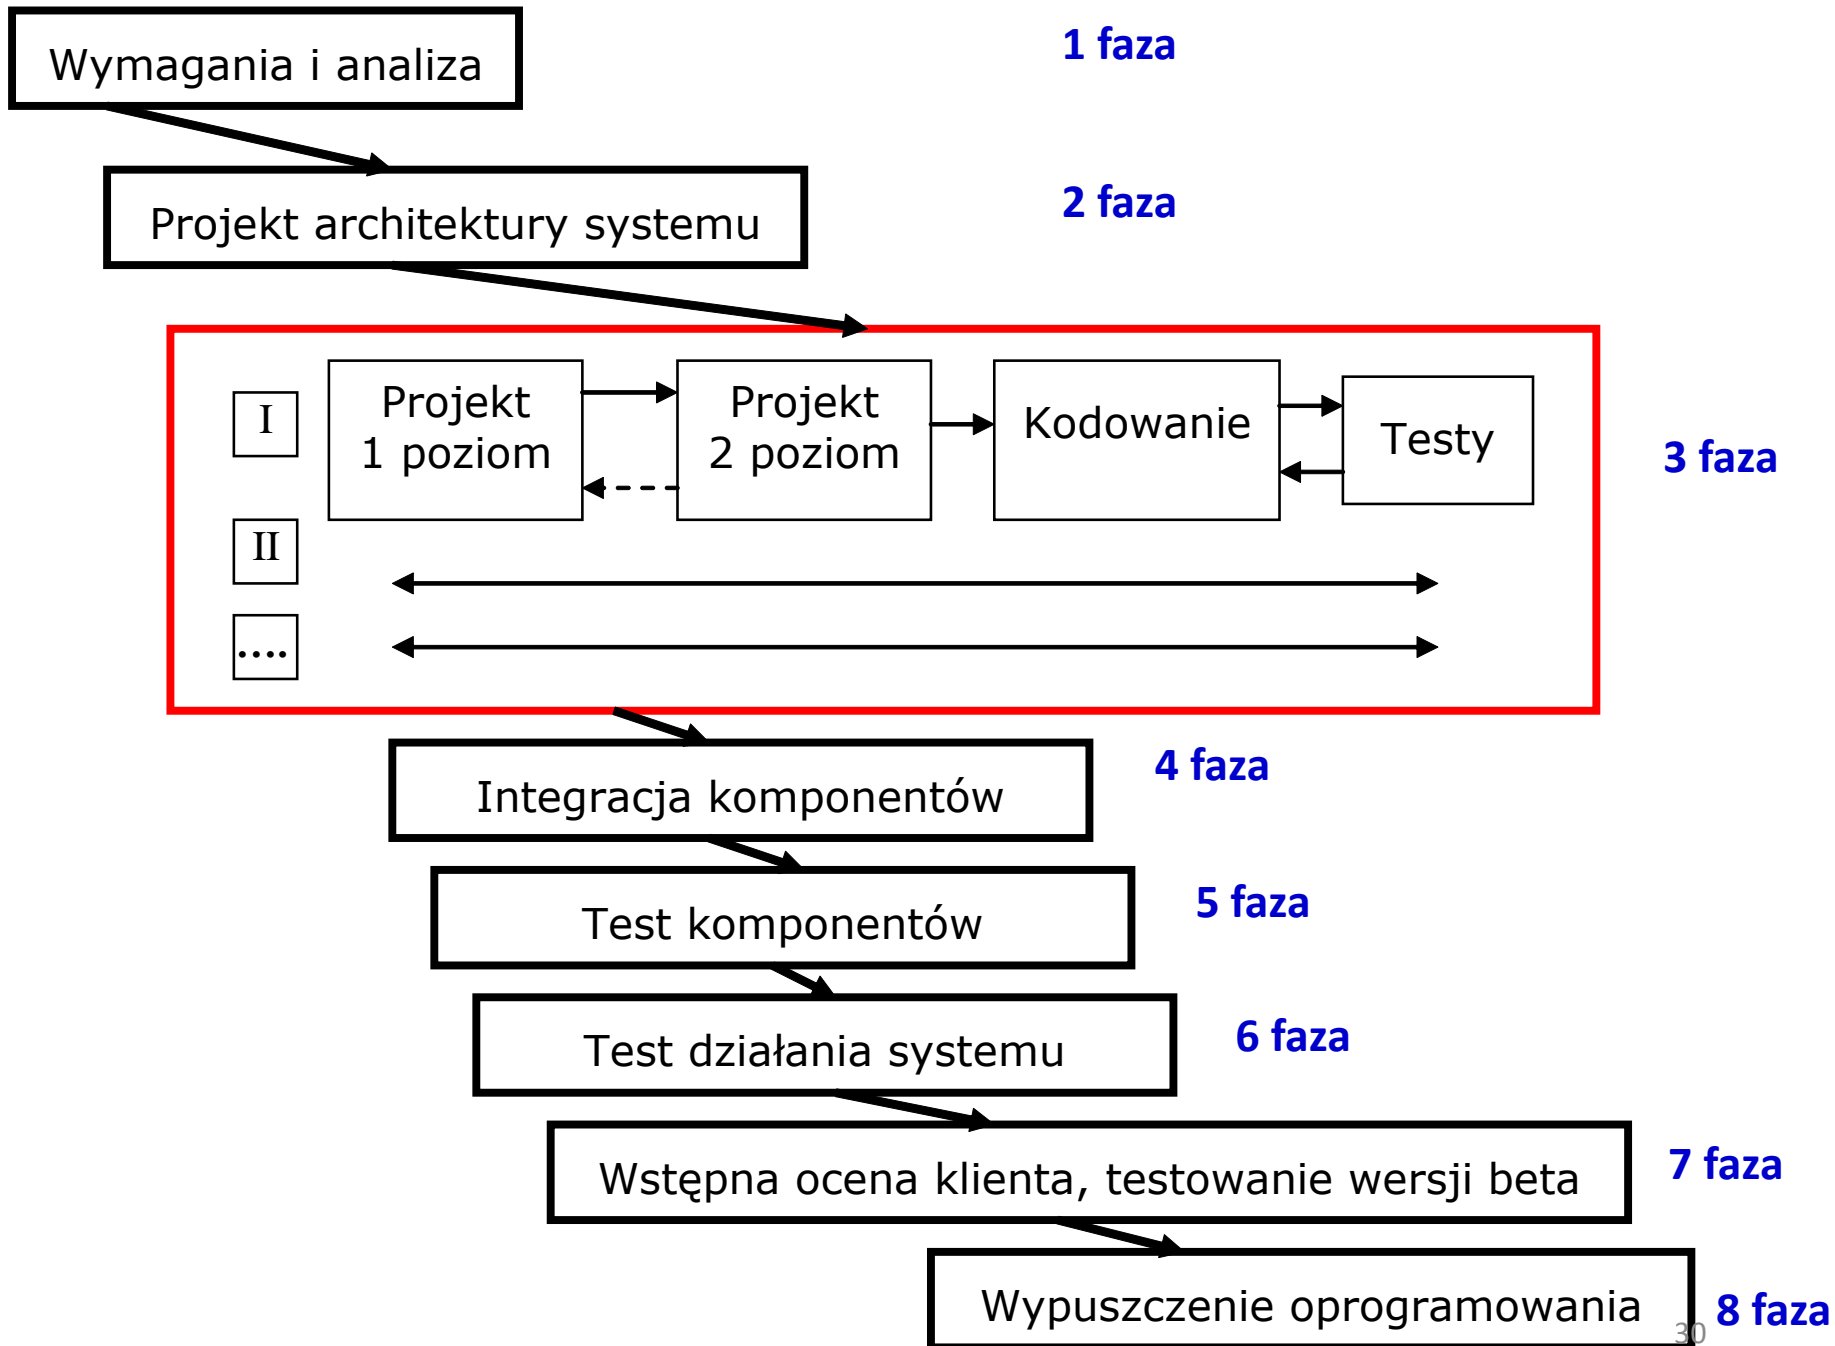 Wymagania i analiza
1 faza
Projekt architektury systemu
2 faza
I
Projekt
1 poziom
Projekt
2 poziom
Kodowanie
Testy
3 faza
II
....
Integracja komponentów
4 faza
Test komponentów
5 faza
Test działania systemu
6 faza
Wstępna ocena klienta, testowanie wersji beta
7 faza
Wypuszczenie oprogramowania
8 faza
30